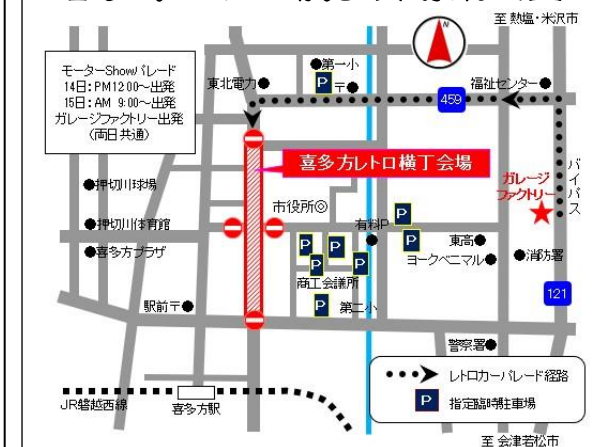 至 熱塩・米沢市
モーターShowパレード
14日:PM12:00～出発
15日:AM 9:00～出発
ガレージファクトリー出発
(両日共通)
●第一小
東北電力●
P
〒●
福祉センター●
459
喜多方レトロ横丁会場
ガレージ
ファクトリー
★
バイパス
●押切川球場
市役所◎
●押切川体育館
有料P
P
P
東高●
●喜多方プラザ
ヨークベニマル●
●消防署
P
P
P
P
商工会議所
121
駅前〒●
P
第二小
警察署●
●●●➤ レトロカーパレード経路
P 指定臨時駐車場
JR磐越西線
喜多方駅
至 会津若松市